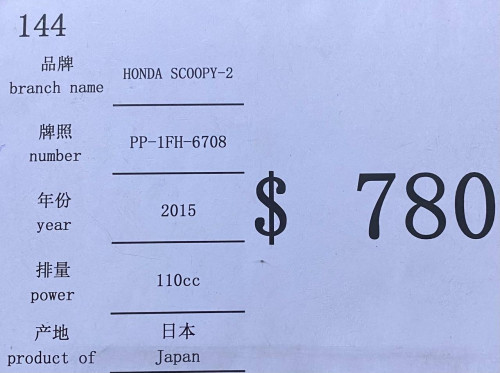 144
品牌
branch name HONDA SCOOPY-2
牌照
number PP-1FH-6708
年份
year 2015
$ 780
排量
power 110cc
产地 日本
product of Japan